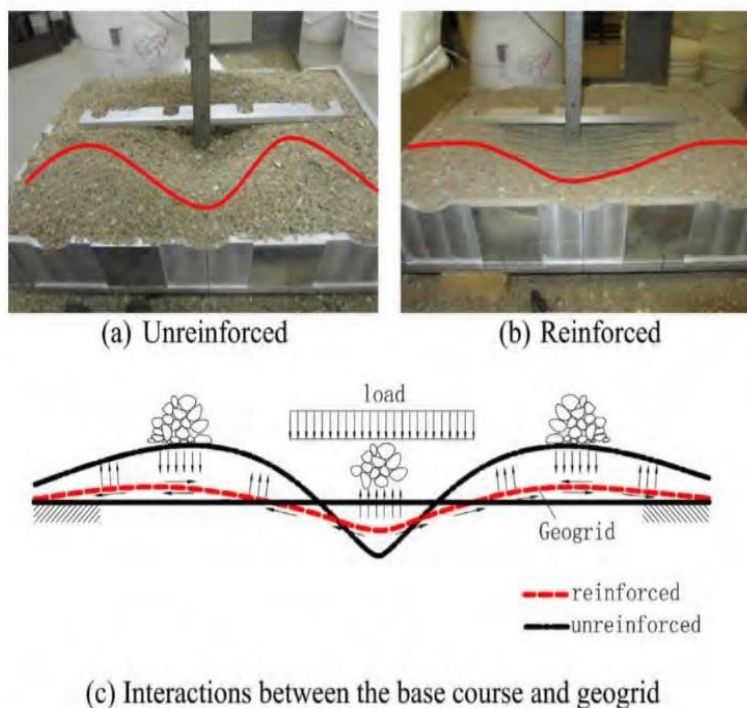 (a) Unreinforced
(b) Reinforced
load
Geogrid
reinforced
unreinforced
(c) Interactions between the base course and geogrid